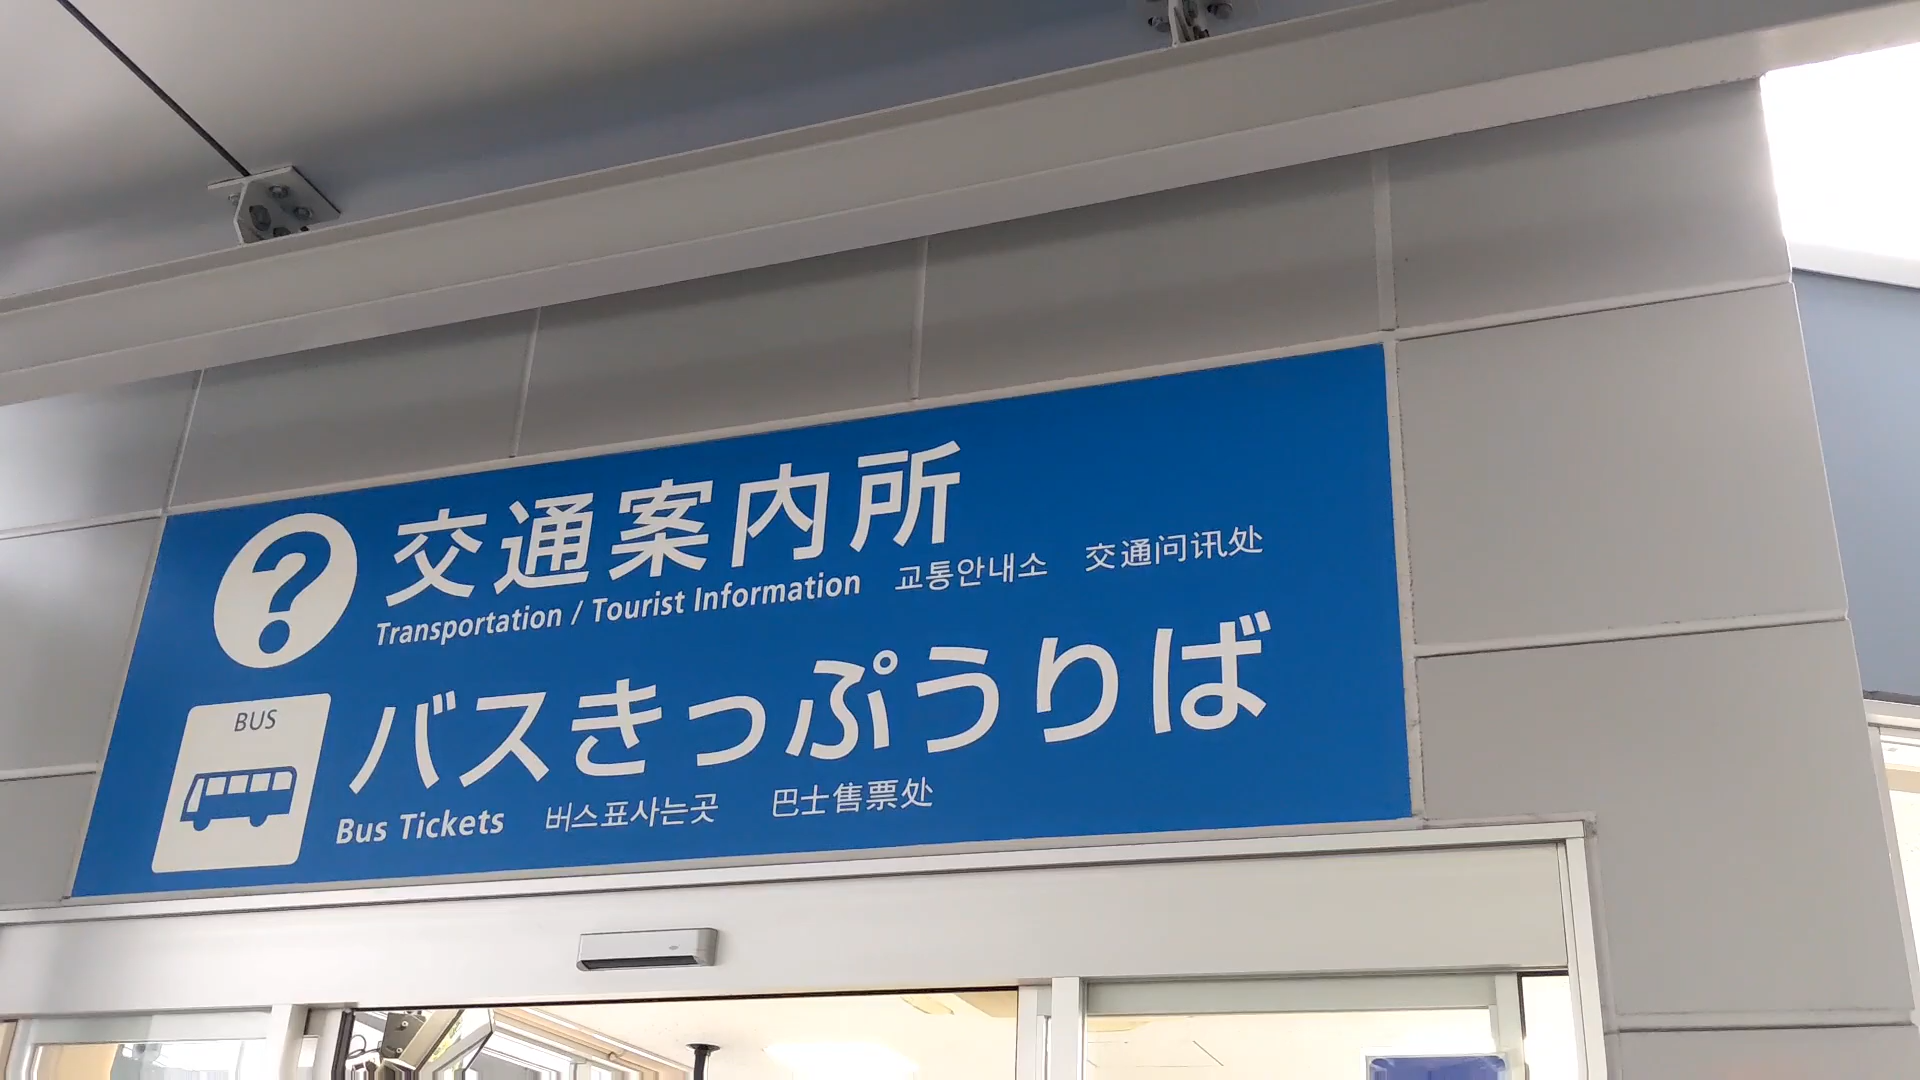 交通案内所
Transportation / Tourist Information 교통안내소 交通问讯处
BUS
バスきっぷうりば
Bus Tickets 버스표사는곳 巴士售票处